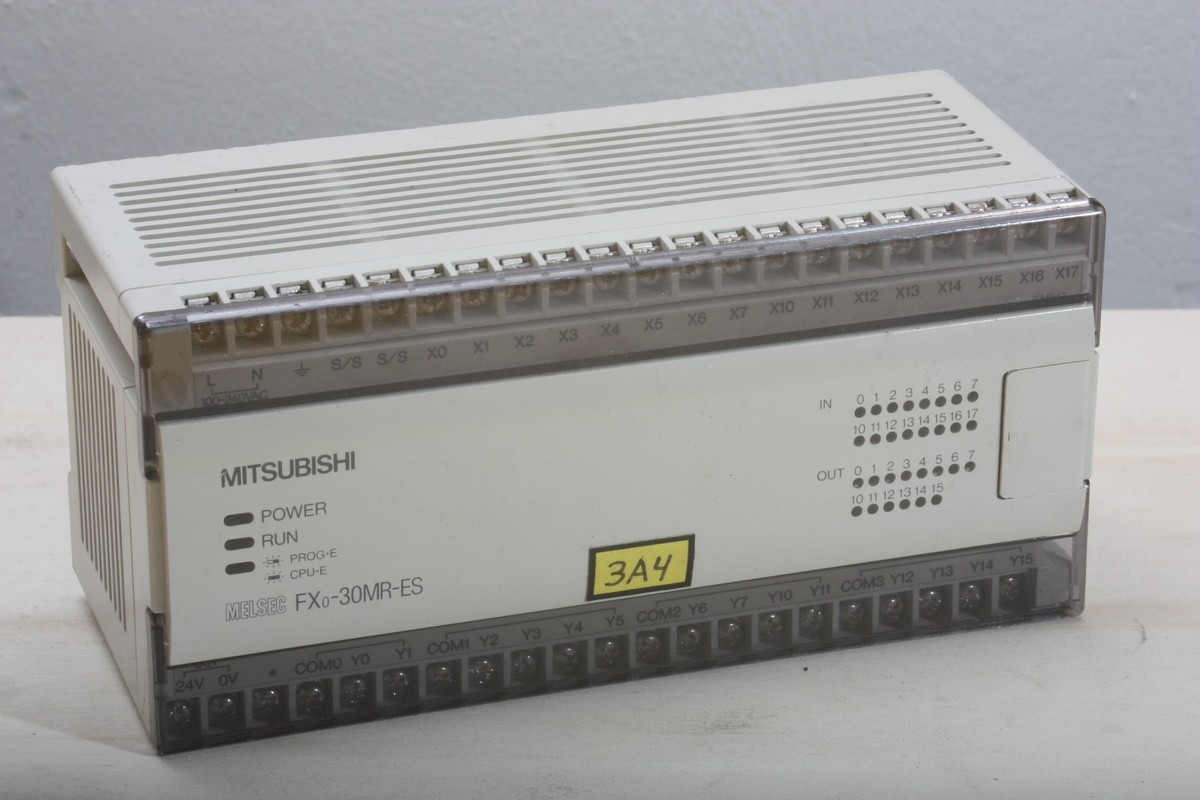 L N ⏚ S/S S/S X0 X1 X2 X3 X4 X5 X6 X7 X10 X11 X12 X13 X14 X15 X16 X17
100-240VAC
MITSUBISHI
POWER
RUN
PROG·E
CPU·E
MELSEC FX0-30MR-ES
IN 0 1 2 3 4 5 6 7
10 11 12 13 14 15 16 17
OUT 0 1 2 3 4 5 6 7
10 11 12 13 14 15
3A4
24V 0V • COM0 Y0 Y1 COM1 Y2 Y3 Y4 Y5 COM2 Y6 Y7 Y10 Y11 COM3 Y12 Y13 Y14 Y15